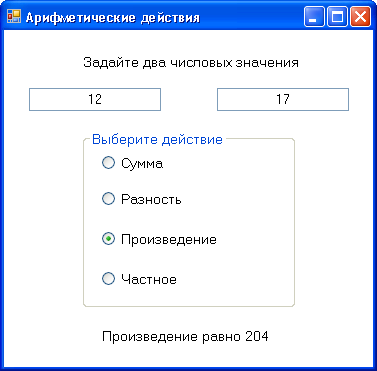 Арифметические действия
Задайте два числовых значения
12 17
Выберите действие
Сумма
Разность
Произведение
Частное
Произведение равно 204